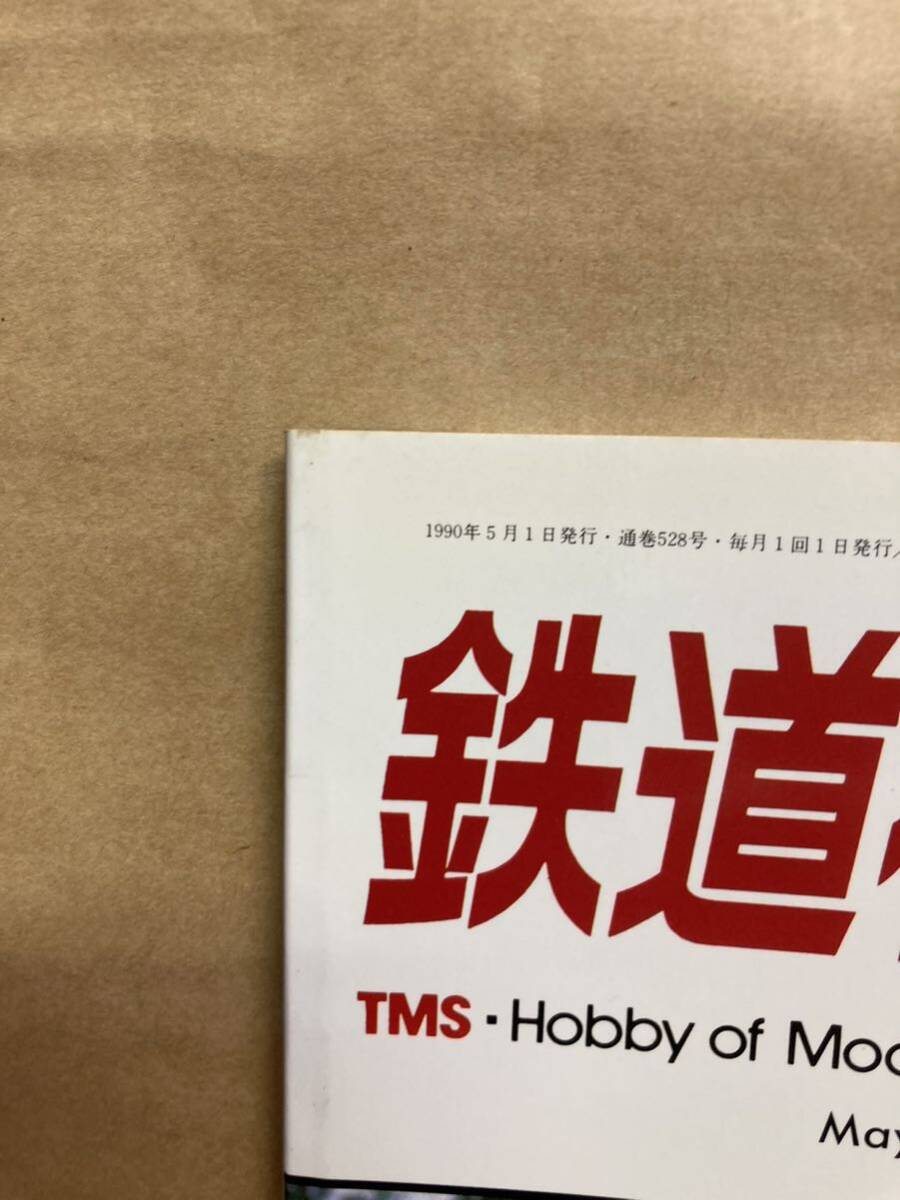 1990年5月1日発行・通巻528号・毎月1回1日発行/
鉄道
TMS・Hobby of Mo
May